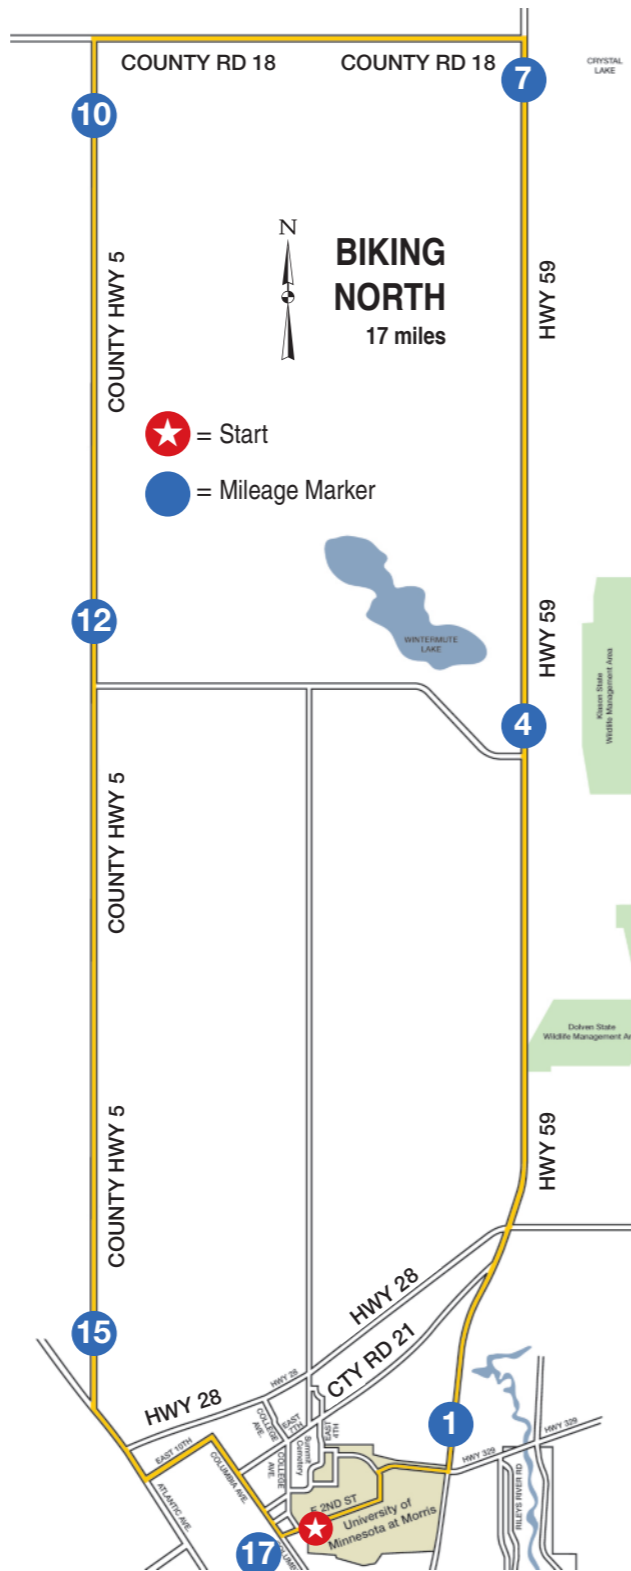 COUNTY RD 18
COUNTY RD 18
7
CRYSTAL
LAKE
10
N
BIKING
NORTH
17 miles
COUNTY HWY 5
HWY 59
= Start
= Mileage Marker
12
WINTERMUTE
LAKE
HWY 59
Klason State
Wildlife Management Area
4
COUNTY HWY 5
Dolven State
Wildlife Management Ar
COUNTY HWY 5
HWY 59
15
HWY 28
CTY RD 21
HWY 28
HWY 28
1
EAST 10TH
COLLEGE
AVE.
EAST
7TH
EAST
4TH
Summit
Cemetery
COLLEGE
AVE.
COLUMBIA AVE.
HWY 329
HWY 329
RILEYS RIVER RD
ATLANTIC AVE.
E 2ND ST
University of
Minnesota at Morris
17
COLUMB